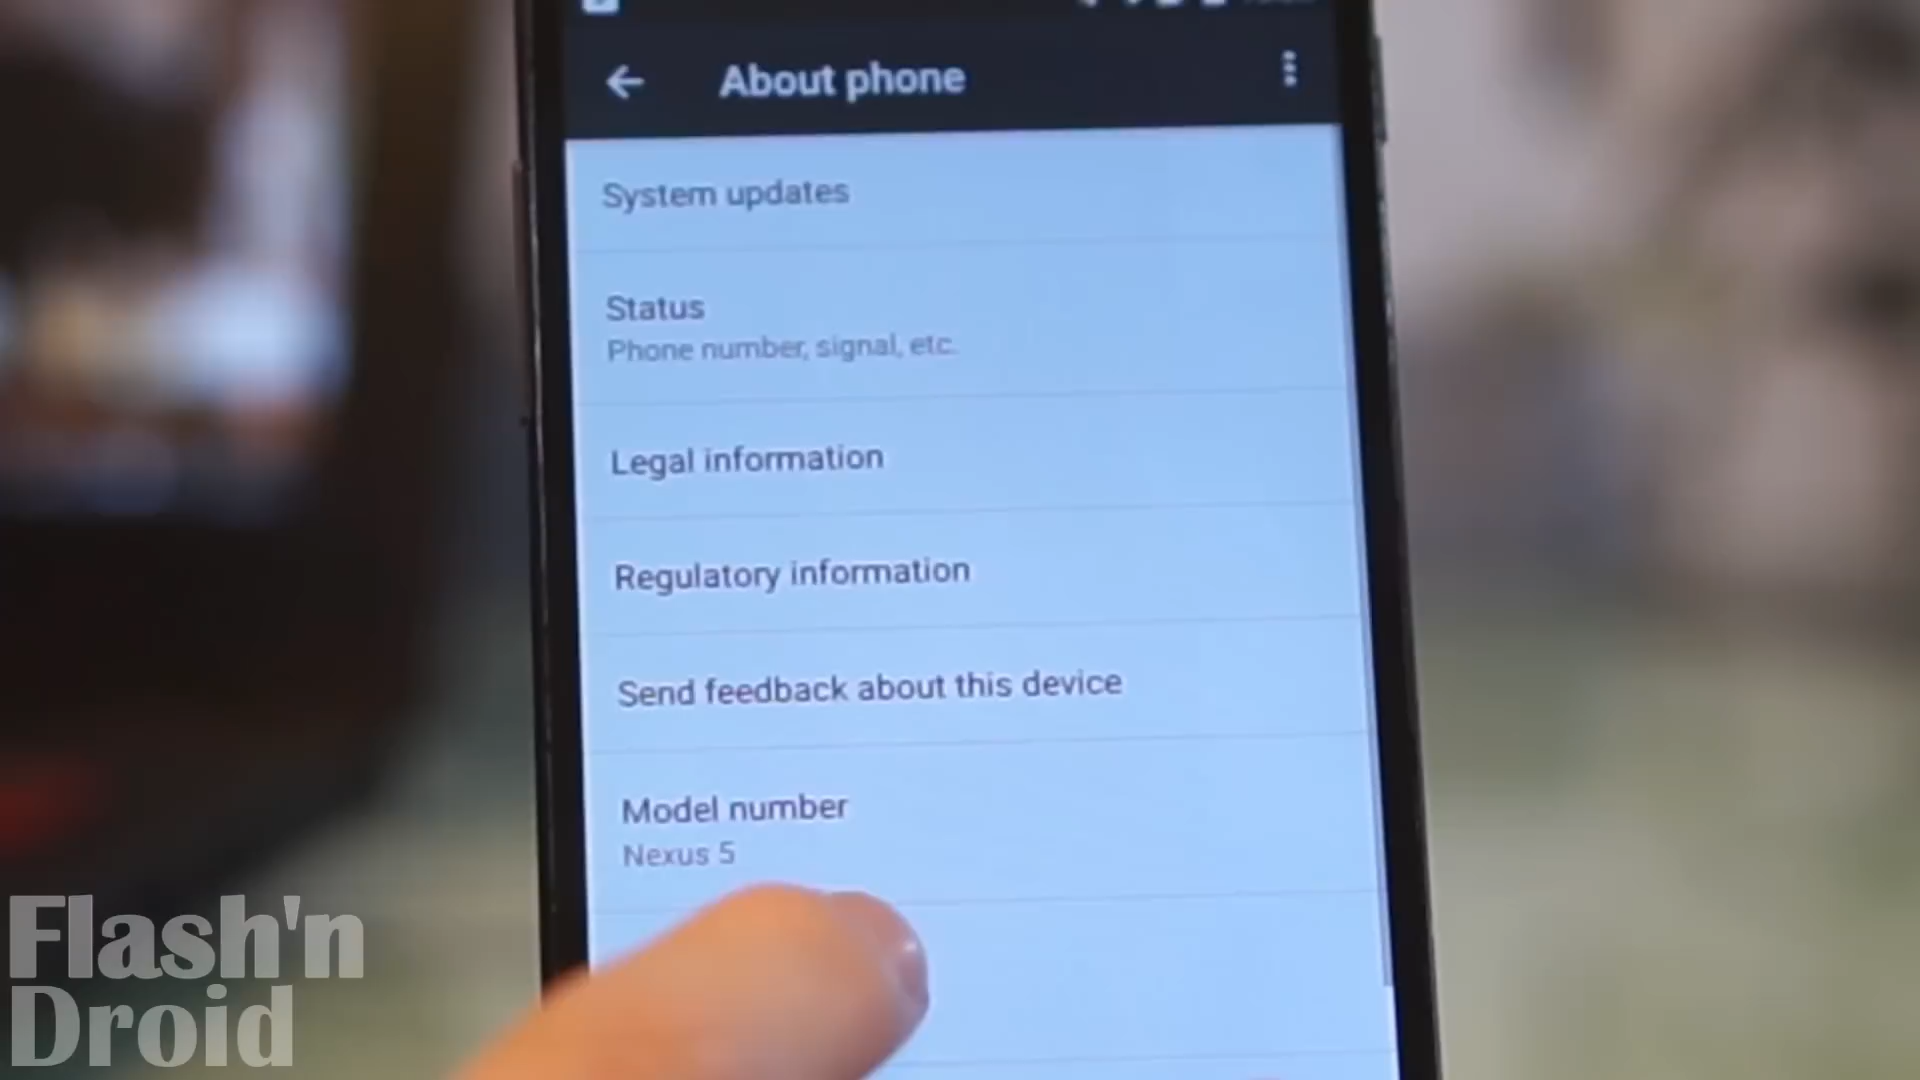 About phone
System updates
Status
Phone number, signal, etc.
Legal information
Regulatory information
Send feedback about this device
Model number
Nexus 5
Flash'n
Droid